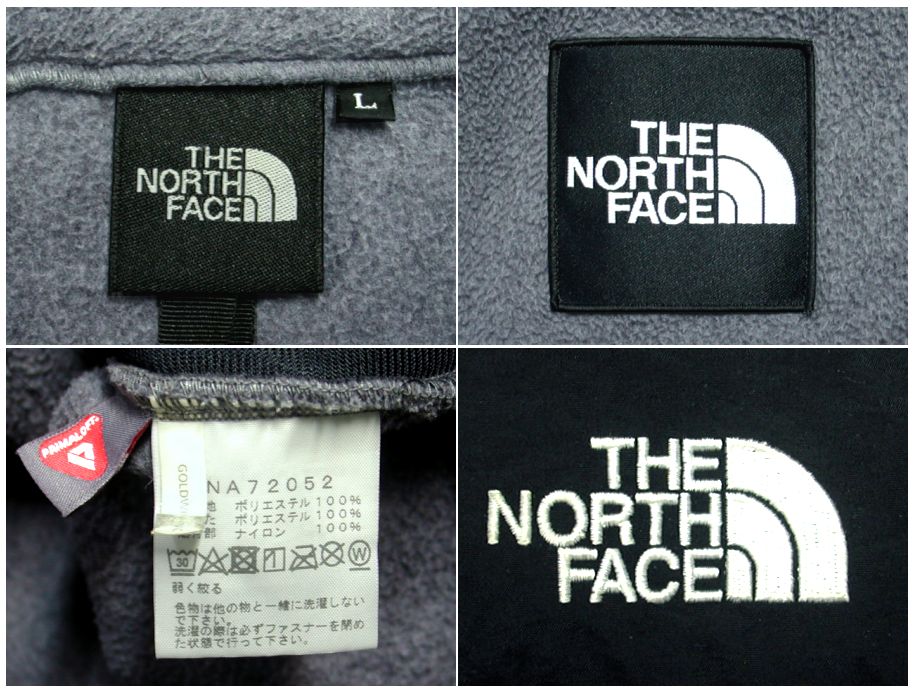 THE
NORTH
FACE
L
THE
NORTH
FACE
PRIMALOFT
GOLDW
NA72052
地 ポリエステル100%
た ポリエステル100%
部 ナイロン 100%
30
W
弱く絞る
色物は他の物と一緒に洗濯しない
で下さい。
洗濯の際は必ずファスナーを閉め
た状態で行って下さい。
THE
NORTH
FACE